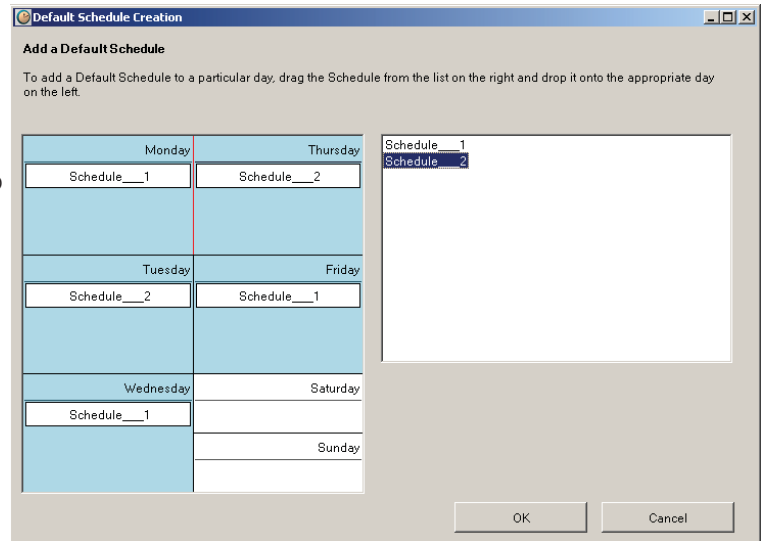 Default Schedule Creation
Add a Default Schedule
To add a Default Schedule to a particular day, drag the Schedule from the list on the right and drop it onto the appropriate day
on the left.
Monday
Schedule___1
Thursday
Schedule___2
Tuesday
Schedule___2
Friday
Schedule___1
Wednesday
Schedule___1
Saturday
Sunday
Schedule___1
Schedule___2
OK
Cancel